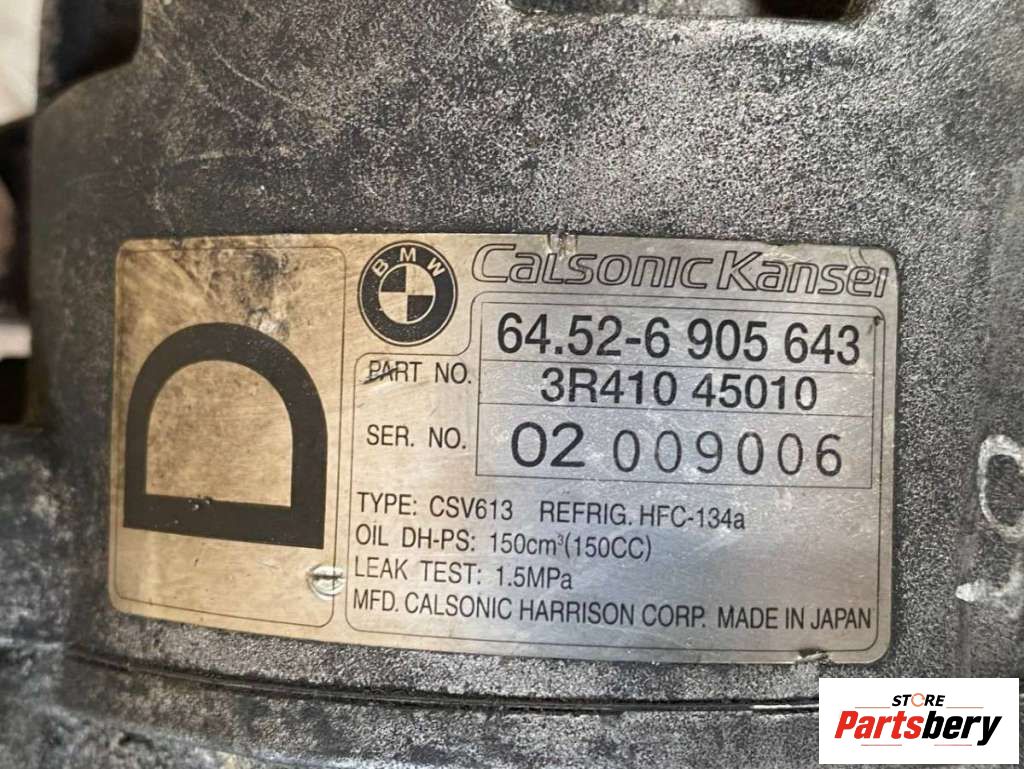 D
BMW
CALSONIC KANSEI
64.52-6 905 643
PART NO. 3R410 45010
SER. NO. 02 009006
TYPE: CSV613 REFRIG. HFC-134a
OIL DH-PS: 150cm³(150CC)
LEAK TEST: 1.5MPa
MFD. CALSONIC HARRISON CORP. MADE IN JAPAN
STORE
Partsbery